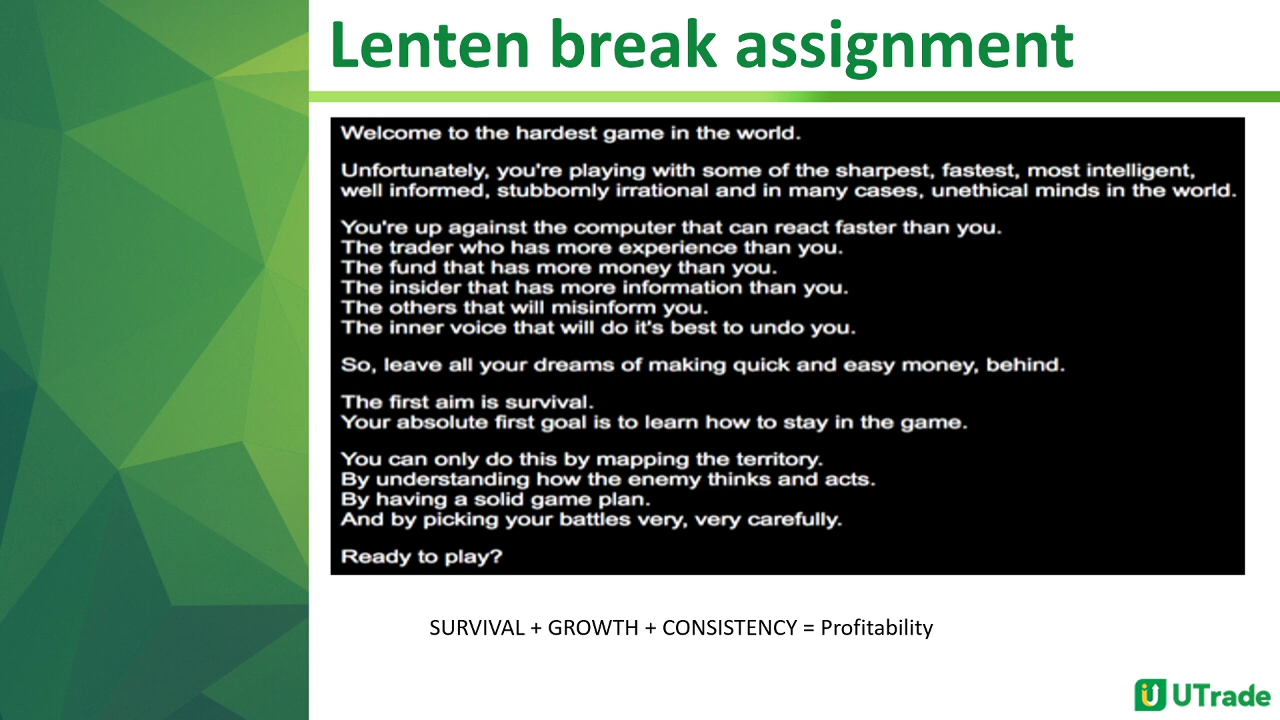 Lenten break assignment
Welcome to the hardest game in the world.
Unfortunately, you're playing with some of the sharpest, fastest, most intelligent,
well informed, stubbornly irrational and in many cases, unethical minds in the world.
You're up against the computer that can react faster than you.
The trader who has more experience than you.
The fund that has more money than you.
The insider that has more information than you.
The others that will misinform you.
The inner voice that will do it's best to undo you.
So, leave all your dreams of making quick and easy money, behind.
The first aim is survival.
Your absolute first goal is to learn how to stay in the game.
You can only do this by mapping the territory.
By understanding how the enemy thinks and acts.
By having a solid game plan.
And by picking your battles very, very carefully.
Ready to play?
SURVIVAL + GROWTH + CONSISTENCY = Profitability
UTrade